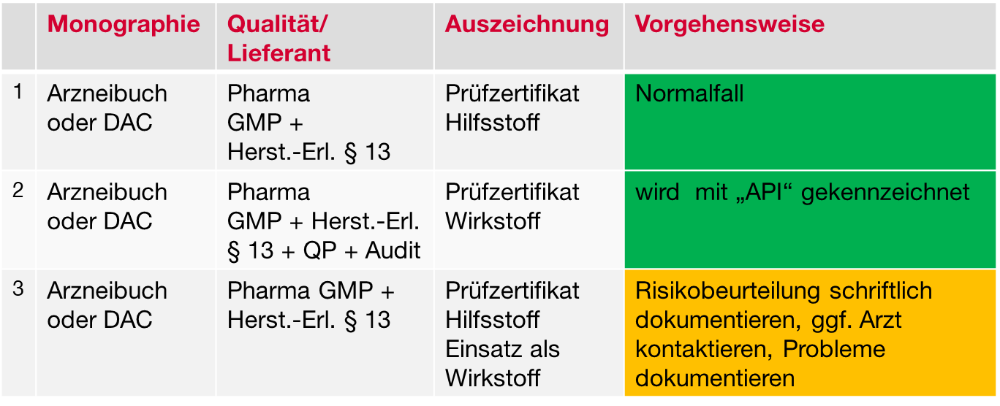 Monographie
Qualität/
Lieferant
Auszeichnung
Vorgehensweise
1
Arzneibuch
oder DAC
Pharma
GMP +
Herst.-Erl. § 13
Prüfzertifikat
Hilfsstoff
Normalfall
2
Arzneibuch
oder DAC
Pharma
GMP + Herst.-Erl.
§ 13 + QP + Audit
Prüfzertifikat
Wirkstoff
wird mit „API“ gekennzeichnet
3
Arzneibuch
oder DAC
Pharma GMP +
Herst.-Erl. § 13
Prüfzertifikat
Hilfsstoff
Einsatz als
Wirkstoff
Risikobeurteilung schriftlich
dokumentieren, ggf. Arzt
kontaktieren, Probleme
dokumentieren